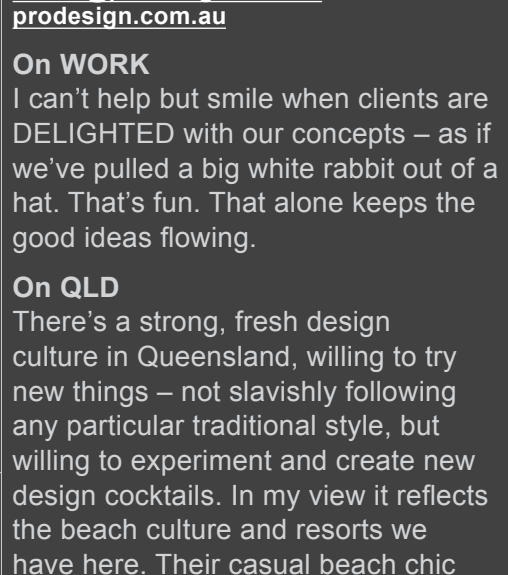 prodesign.com.au
On WORK
I can’t help but smile when clients are
DELIGHTED with our concepts – as if
we’ve pulled a big white rabbit out of a
hat. That’s fun. That alone keeps the
good ideas flowing.
On QLD
There’s a strong, fresh design
culture in Queensland, willing to try
new things – not slavishly following
any particular traditional style, but
willing to experiment and create new
design cocktails. In my view it reflects
the beach culture and resorts we
have here. Their casual beach chic